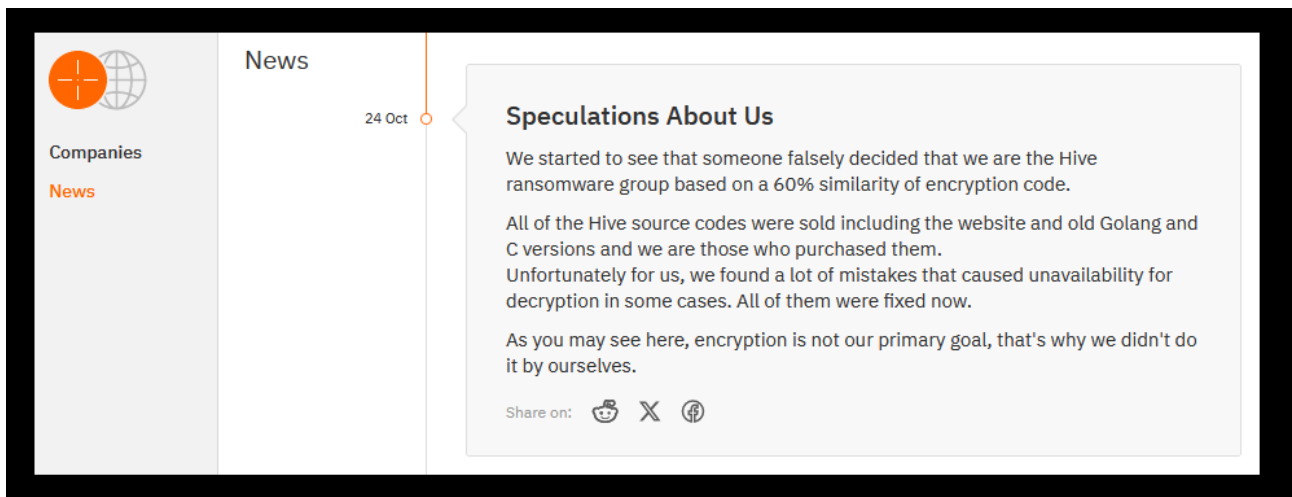 News
Companies
News
24 Oct
Speculations About Us
We started to see that someone falsely decided that we are the Hive
ransomware group based on a 60% similarity of encryption code.
All of the Hive source codes were sold including the website and old Golang and
C versions and we are those who purchased them.
Unfortunately for us, we found a lot of mistakes that caused unavailability for
decryption in some cases. All of them were fixed now.
As you may see here, encryption is not our primary goal, that's why we didn't do
it by ourselves.
Share on: